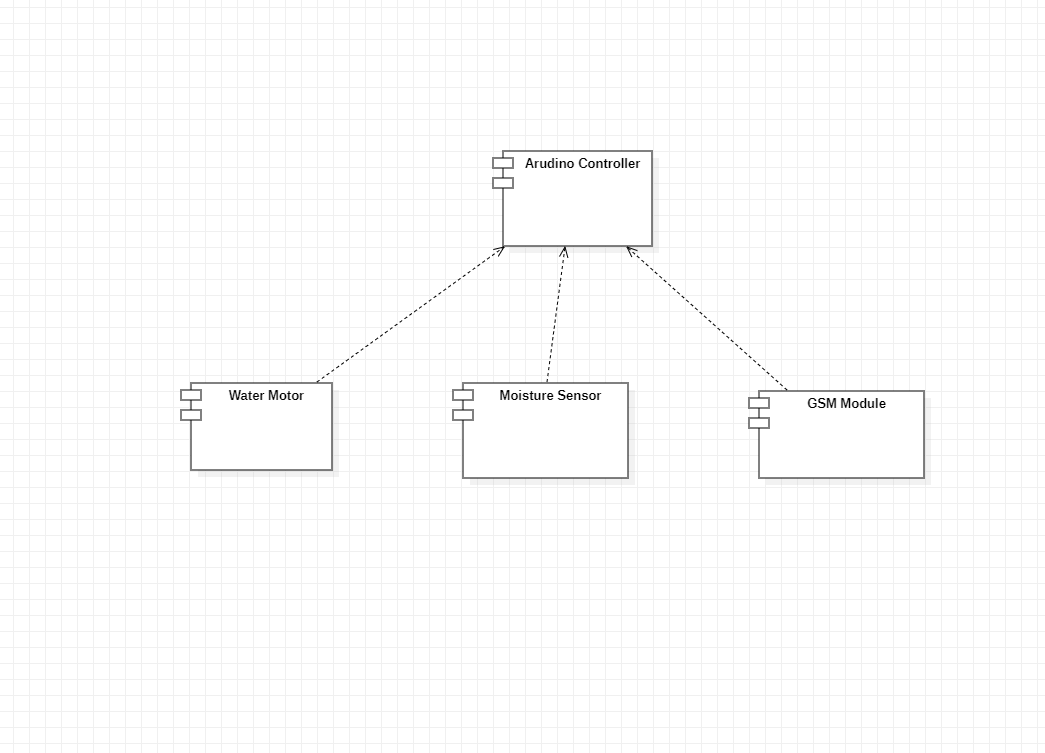 Arudino Controller
Water Motor
Moisture Sensor
GSM Module